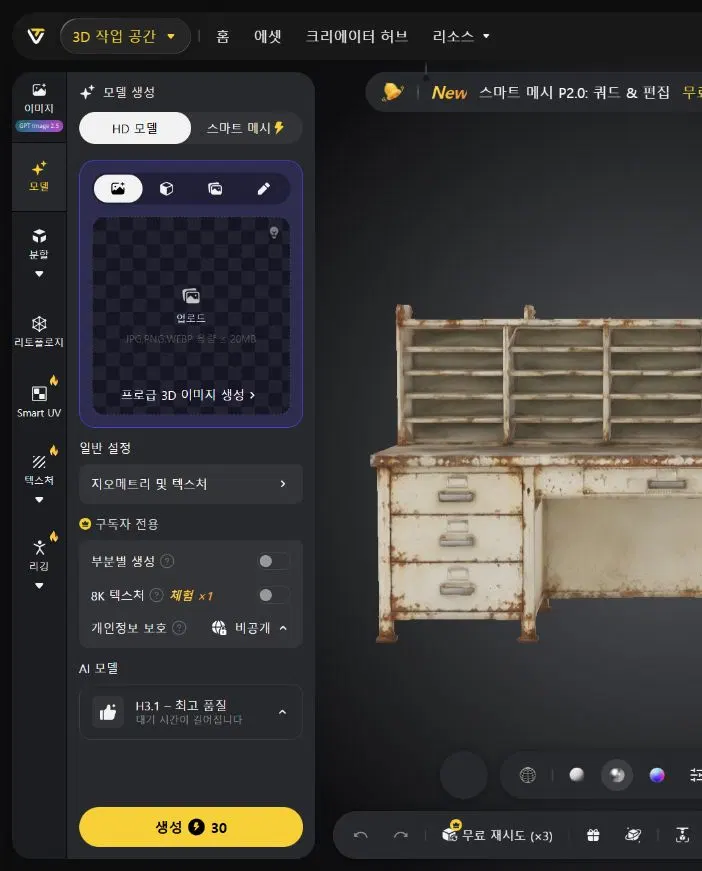 3D 작업 공간
홈
에셋
크리에이터 허브
리소스
이미지
GPT Image 2.5
모델
분할
리토폴로지
Smart UV
텍스처
리깅
모델 생성
HD 모델
스마트 메시
업로드
JPG,PNG,WEBP 용량 ≤ 20MB
프로급 3D 이미지 생성
일반 설정
지오메트리 및 텍스처
구독자 전용
부분별 생성
8K 텍스처 체험 ×1
개인정보 보호 비공개
AI 모델
H3.1 – 최고 품질
대기 시간이 길어집니다
생성 30
New 스마트 메시 P2.0: 쿼드 & 편집 무료
무료 재시도 (×3)